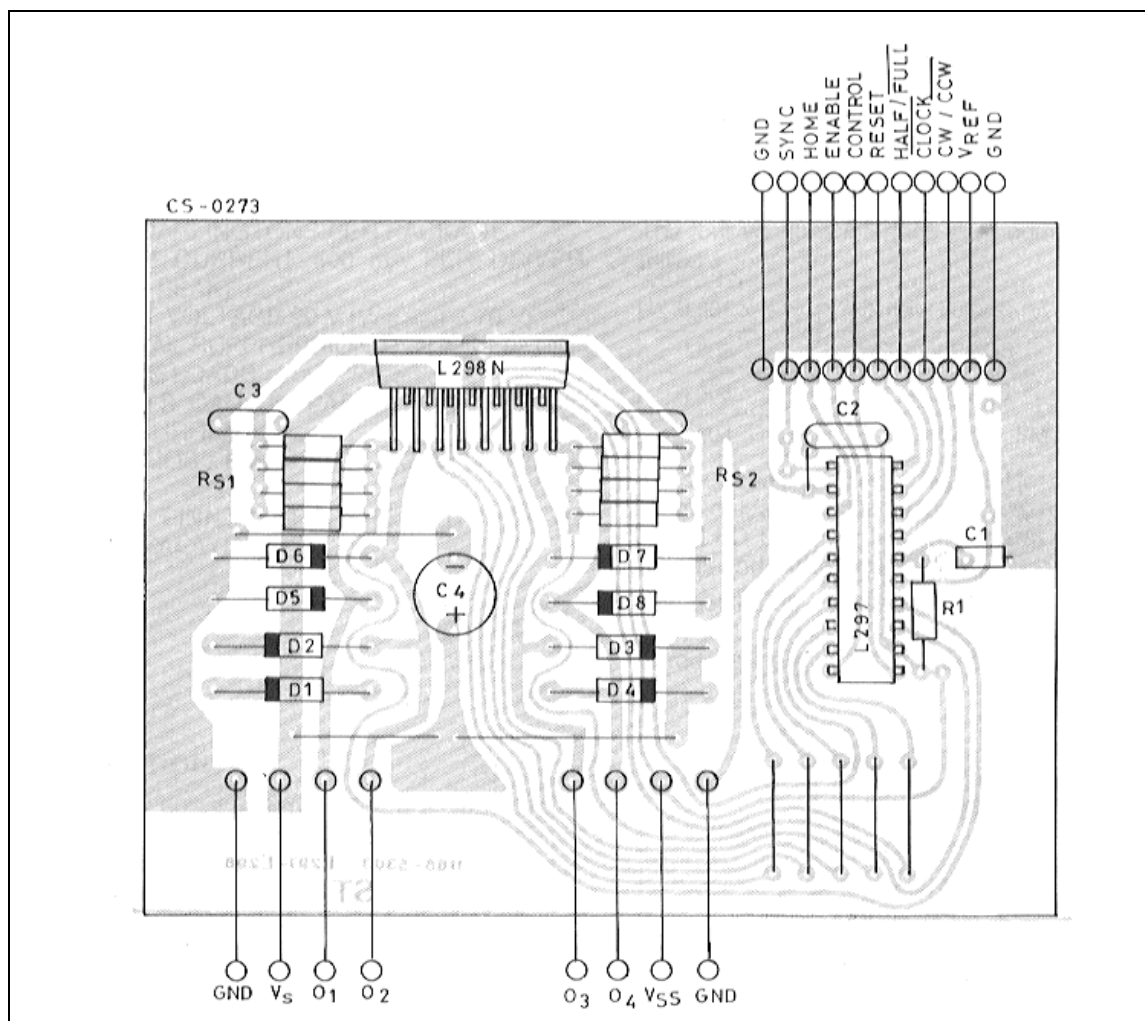 GND
SYNC
HOME
ENABLE
CONTROL
RESET
HALF / FULL
CLOCK
CW / CCW
VREF
GND
CS-0273
L298N
C3
C2
RS1
RS2
C1
D6
D7
C4
D5
D8
R1
L297
D2
D3
D1
D4
ST
GND
VS
O1
O2
O3
O4
VSS
GND